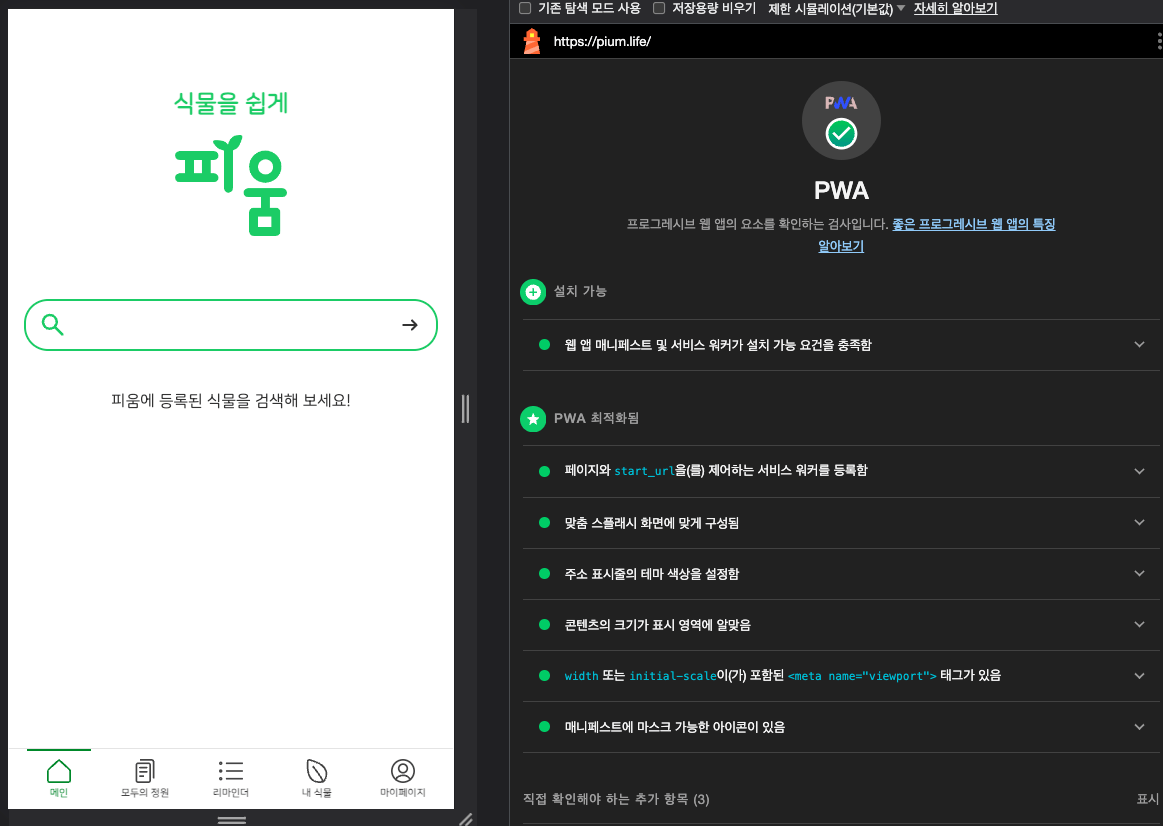 식물을 쉽게
피움
피움에 등록된 식물을 검색해 보세요!
메인
모두의 정원
리마인더
내 식물
마이페이지
기존 탐색 모드 사용
저장용량 비우기
제한 시뮬레이션(기본값)
자세히 알아보기
https://pium.life/
PWA
PWA
프로그레시브 웹 앱의 요소를 확인하는 검사입니다. 좋은 프로그레시브 웹 앱의 특징
알아보기
설치 가능
웹 앱 매니페스트 및 서비스 워커가 설치 가능 요건을 충족함
PWA 최적화됨
페이지와 start_url을(를) 제어하는 서비스 워커를 등록함
맞춤 스플래시 화면에 맞게 구성됨
주소 표시줄의 테마 색상을 설정함
콘텐츠의 크기가 표시 영역에 알맞음
width 또는 initial-scale이(가) 포함된 <meta name="viewport"> 태그가 있음
매니페스트에 마스크 가능한 아이콘이 있음
직접 확인해야 하는 추가 항목 (3)
표시